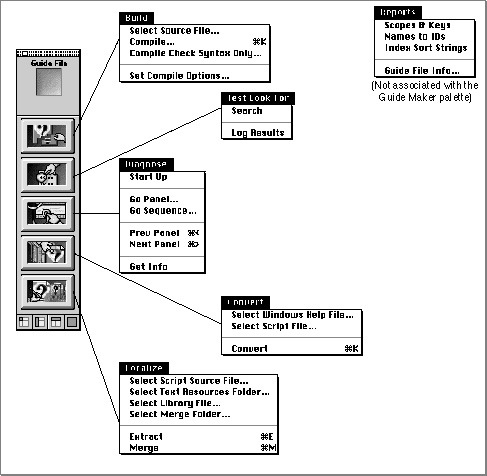 Build
Select Source File...
Compile... ⌘K
Compile Check Syntax Only...
Set Compile Options...
Reports
Scopes & Keys
Names to IDs
Index Sort Strings
Guide File Info...
(Not associated with the
Guide Maker palette)
Guide File
Test Look For
Search
Log Results
Diagnose
Start Up
Go Panel...
Go Sequence...
Prev Panel ⌘<
Next Panel ⌘>
Get Info
Convert
Select Windows Help File...
Select Script File...
Convert ⌘K
Localize
Select Script Source File...
Select Text Resources Folder...
Select Library File...
Select Merge Folder...
Extract ⌘E
Merge ⌘M